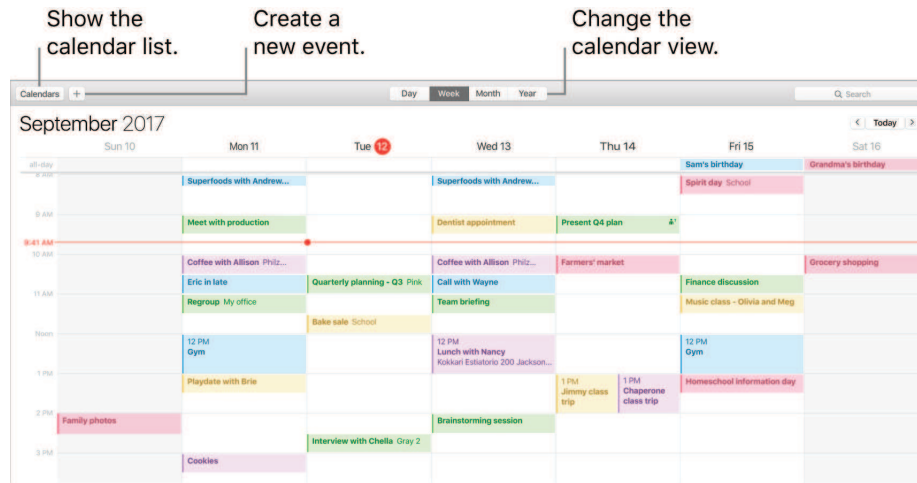 Show the
calendar list.
Create a
new event.
Change the
calendar view.
Calendars +
Day Week Month Year
Search
September 2017
< Today >
Sun 10 Mon 11 Tue 12 Wed 13 Thu 14 Fri 15 Sat 16
all-day Sam's birthday Grandma's birthday
8 AM
Superfoods with Andrew... Superfoods with Andrew... Spirit day School
9 AM
Meet with production Dentist appointment Present Q4 plan
9:41 AM
10 AM
Coffee with Allison Philz... Coffee with Allison Philz... Farmers' market Grocery shopping
Eric in late Quarterly planning - Q3 Pink Call with Wayne Finance discussion
11 AM
Regroup My office Team briefing Music class - Olivia and Meg
Bake sale School
Noon
12 PM 12 PM 12 PM
Gym Lunch with Nancy Gym
Kokkari Estiatorio 200 Jackson...
1 PM
Playdate with Brie 1 PM 1 PM Homeschool information day
Jimmy class Chaperone
trip class trip
2 PM
Family photos Brainstorming session
Interview with Chella Gray 2
3 PM
Cookies